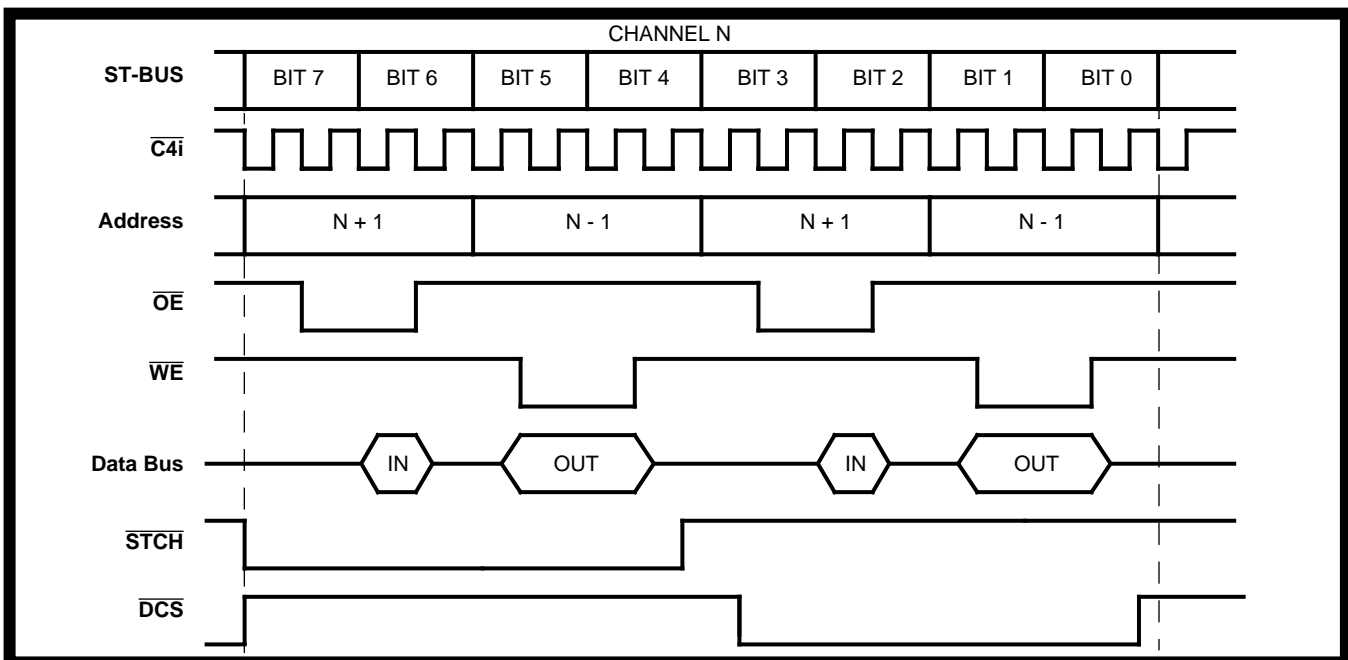 CHANNEL N
ST-BUS BIT 7 BIT 6 BIT 5 BIT 4 BIT 3 BIT 2 BIT 1 BIT 0
C4i
Address N + 1 N - 1 N + 1 N - 1
OE
WE
Data Bus IN OUT IN OUT
STCH
DCS